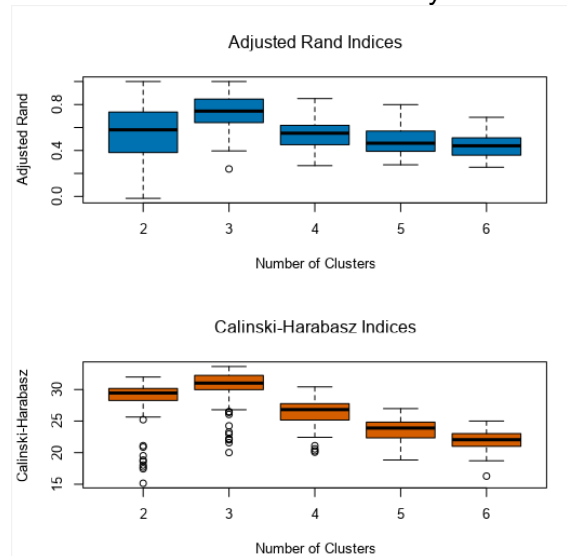 Adjusted Rand Indices
Adjusted Rand
0.0 0.4 0.8
2 3 4 5 6
Number of Clusters
Calinski-Harabasz Indices
Calinski-Harabasz
15 20 25 30
2 3 4 5 6
Number of Clusters